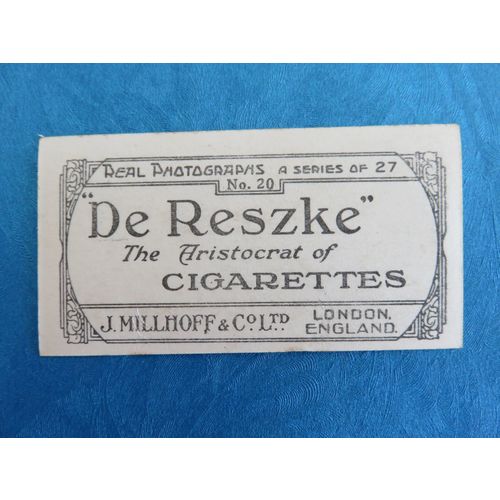 REAL PHOTOGRAPHS A SERIES OF 27
No. 20
"De Reszke"
The Aristocrat of
CIGARETTES
J. MILLHOFF & Co LTD LONDON, ENGLAND.